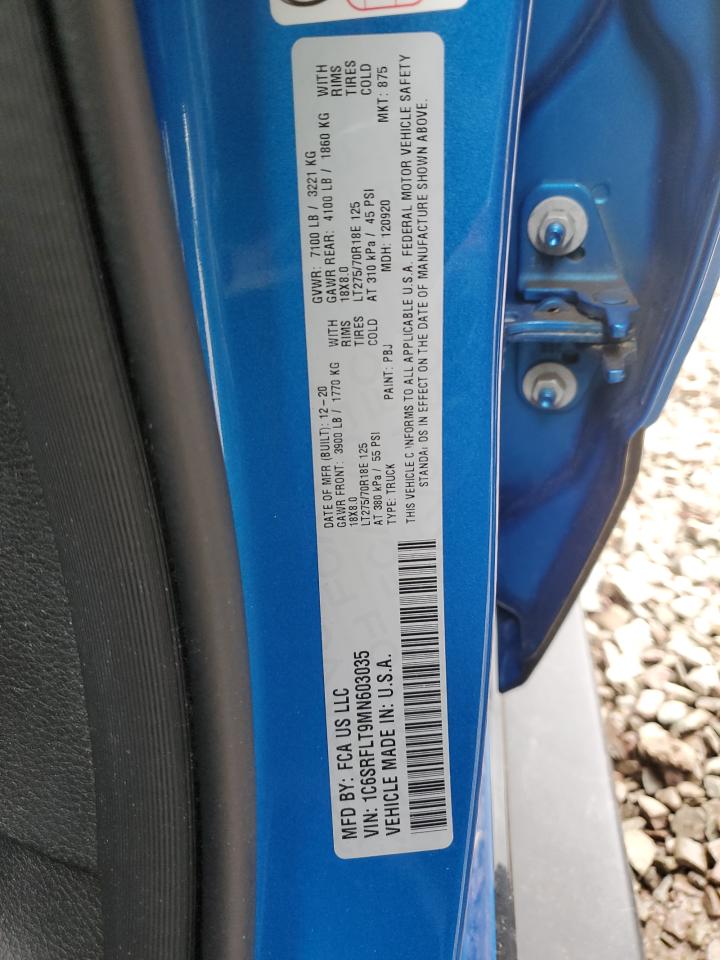 MFD BY: FCA US LLC
VIN: 1C6SRFLT9MN603035
VEHICLE MADE IN: U.S.A.
DATE OF MFR (BUILT): 12-20
GAWR FRONT: 3900 LB / 1770 KG WITH
18X8.0 RIMS
LT275/70R18E 125 TIRES
AT 380 kPa / 55 PSI COLD
TYPE: TRUCK PAINT: PBJ
GVWR: 7100 LB / 3221 KG
GAWR REAR: 4100 LB / 1860 KG WITH
18X8.0 RIMS
LT275/70R18E 125 TIRES
AT 310 kPa / 45 PSI COLD
MDH: 120920 MKT: 875
THIS VEHICLE C INFORMS TO ALL APPLICABLE U.S.A. FEDERAL MOTOR VEHICLE SAFETY
STANDA DS IN EFFECT ON THE DATE OF MANUFACTURE SHOWN ABOVE.